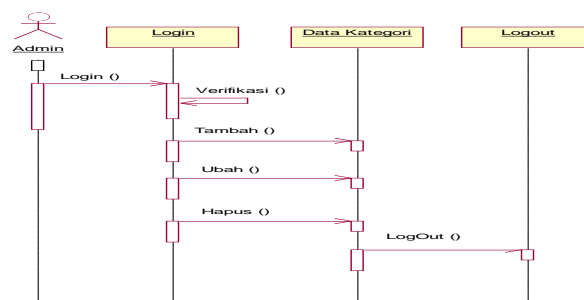 Admin
Login
Data Kategori
Logout
Login ()
Verifikasi ()
Tambah ()
Ubah ()
Hapus ()
LogOut ()